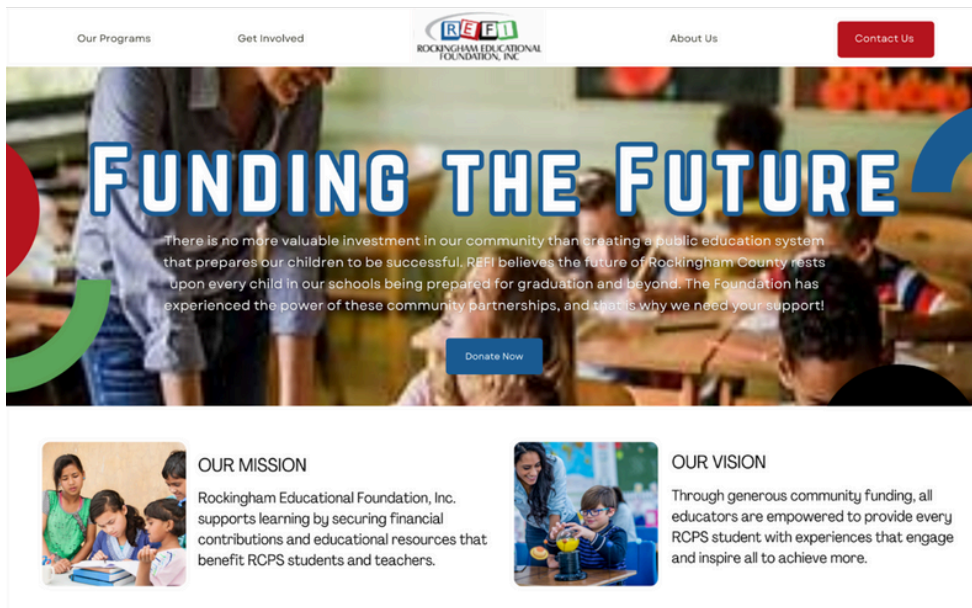 Our Programs
Get Involved
REFI
ROCKINGHAM EDUCATIONAL
FOUNDATION, INC
About Us
Contact Us
FUNDING THE FUTURE
There is no more valuable investment in our community than creating a public education system
that prepares our children to be successful. REFI believes the future of Rockingham County rests
upon every child in our schools being prepared for graduation and beyond. The Foundation has
experienced the power of these community partnerships, and that is why we need your support!
Donate Now
OUR MISSION
Rockingham Educational Foundation, Inc.
supports learning by securing financial
contributions and educational resources that
benefit RCPS students and teachers.
OUR VISION
Through generous community funding, all
educators are empowered to provide every
RCPS student with experiences that engage
and inspire all to achieve more.